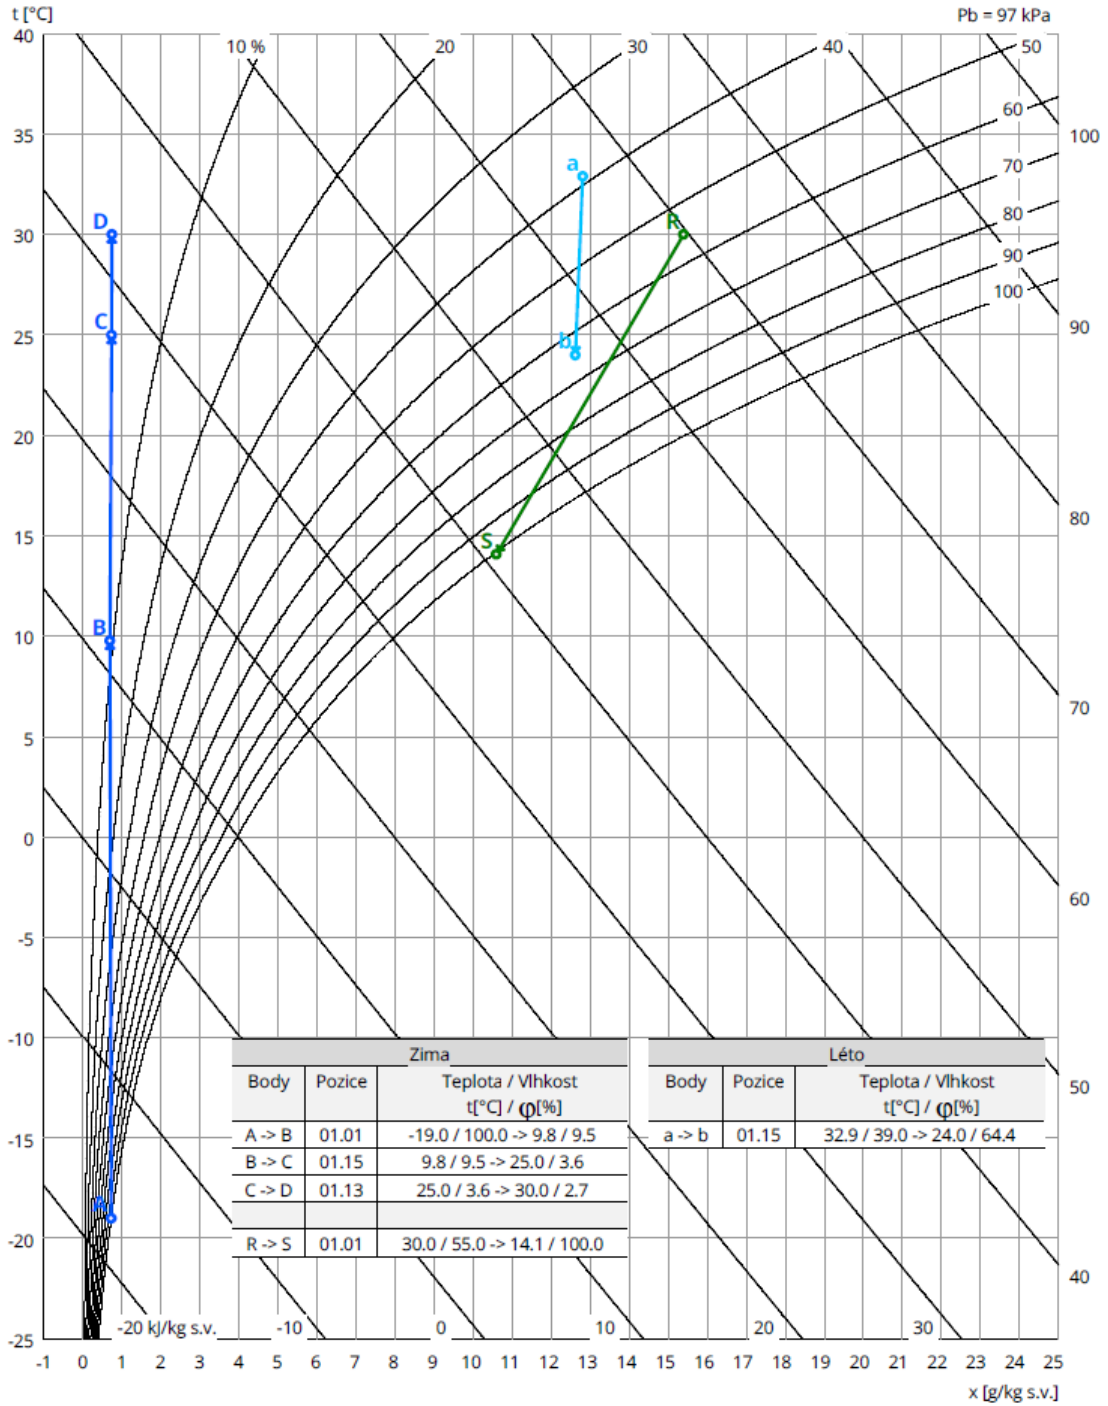 t [°C]
Pb = 97 kPa
40
10 %
20
30
40
50
60
35
100
70
a
80
D
30
R
90
100
C
25
b
90
20
80
15
S
B
10
70
5
0
60
-5
-10
Zima
Léto
Body Pozice Teplota / Vlhkost
t[°C] / φ[%]
Body Pozice Teplota / Vlhkost
t[°C] / φ[%]
50
-15
A -> B 01.01 -19.0 / 100.0 -> 9.8 / 9.5
a -> b 01.15 32.9 / 39.0 -> 24.0 / 64.4
B -> C 01.15 9.8 / 9.5 -> 25.0 / 3.6
C -> D 01.13 25.0 / 3.6 -> 30.0 / 2.7
A
-20
R -> S 01.01 30.0 / 55.0 -> 14.1 / 100.0
40
-20 kJ/kg s.v. -10 0 10 20 30
-25
-1 0 1 2 3 4 5 6 7 8 9 10 11 12 13 14 15 16 17 18 19 20 21 22 23 24 25
x [g/kg s.v.]